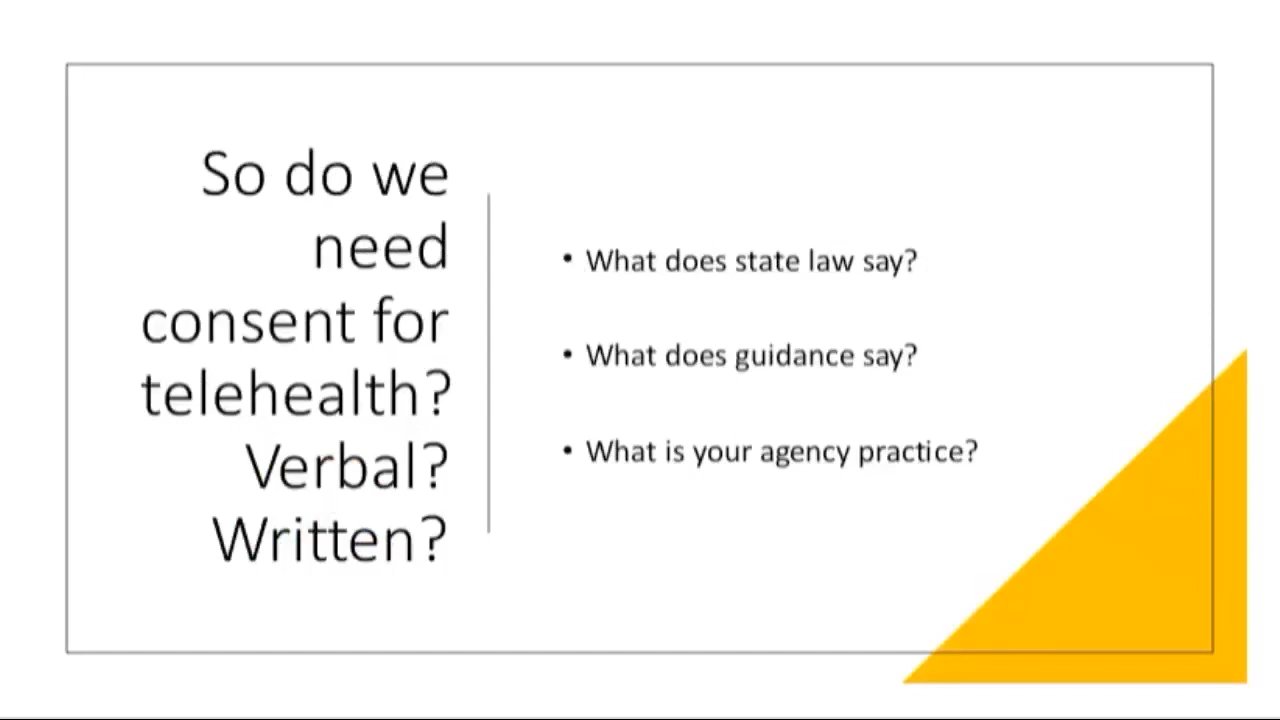 So do we
need
consent for
telehealth?
Verbal?
Written?
• What does state law say?
• What does guidance say?
• What is your agency practice?